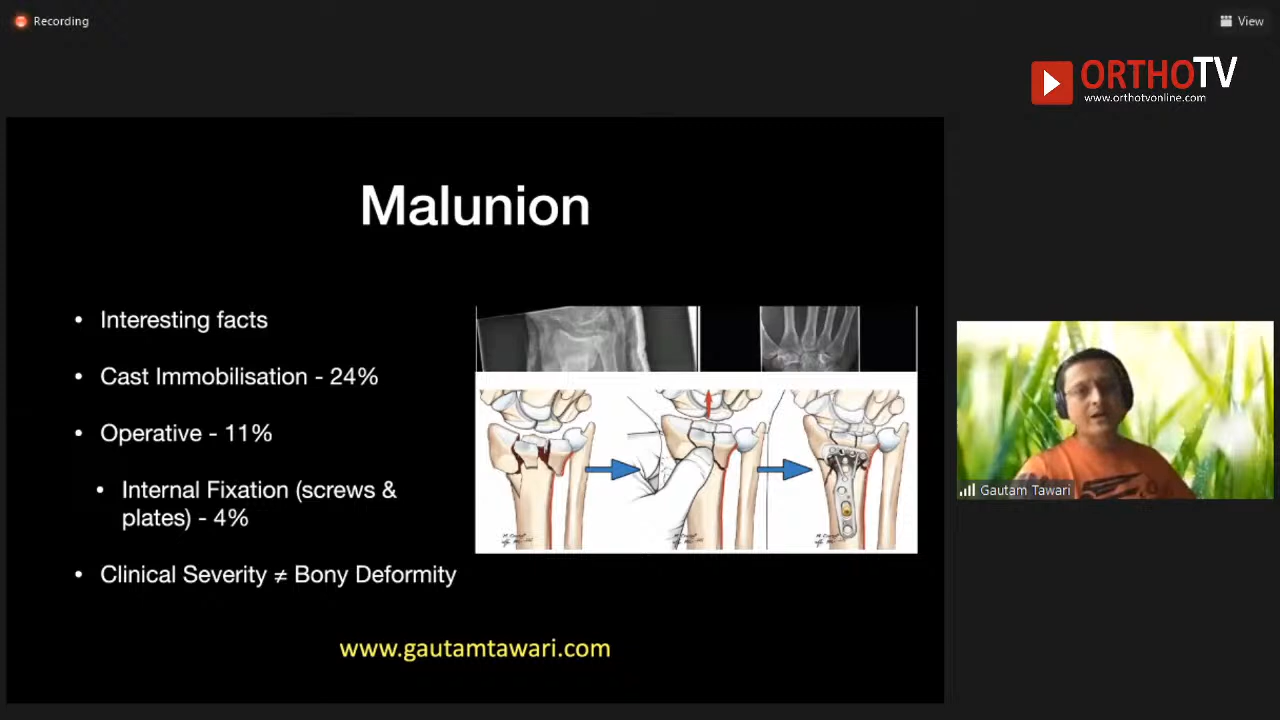 Recording
View
ORTHOTV
www.orthotvonline.com
Malunion
• Interesting facts
• Cast Immobilisation - 24%
• Operative - 11%
• Internal Fixation (screws &
plates) - 4%
• Clinical Severity ≠ Bony Deformity
www.gautamtawari.com
Gautam Tawari